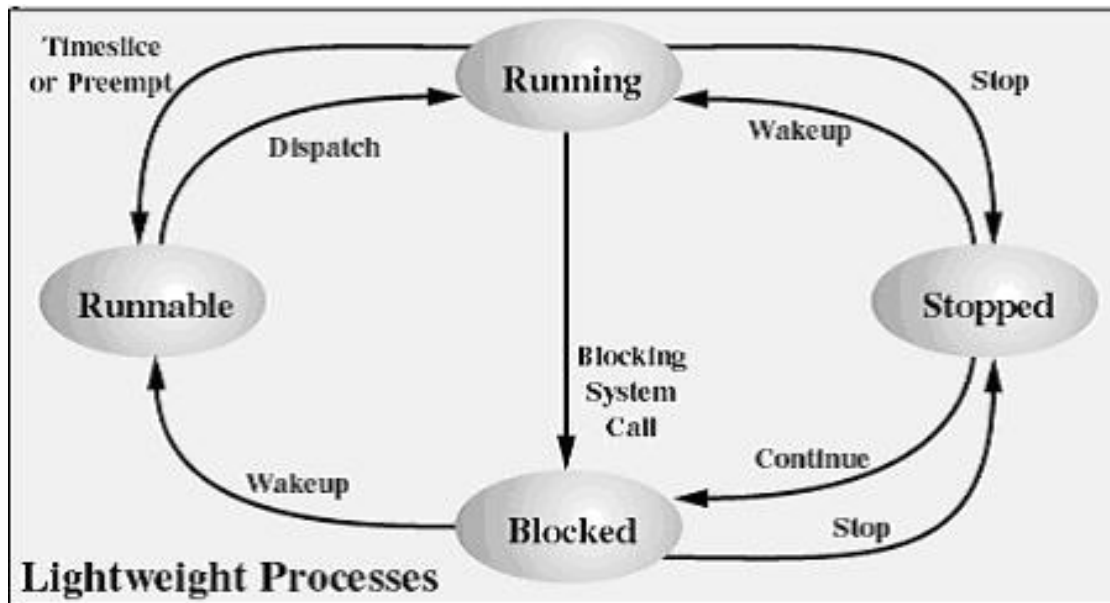 Timeslice
or Preempt
Running
Stop
Wakeup
Dispatch
Runnable
Stopped
Blocking
System
Call
Continue
Wakeup
Blocked
Stop
Lightweight Processes